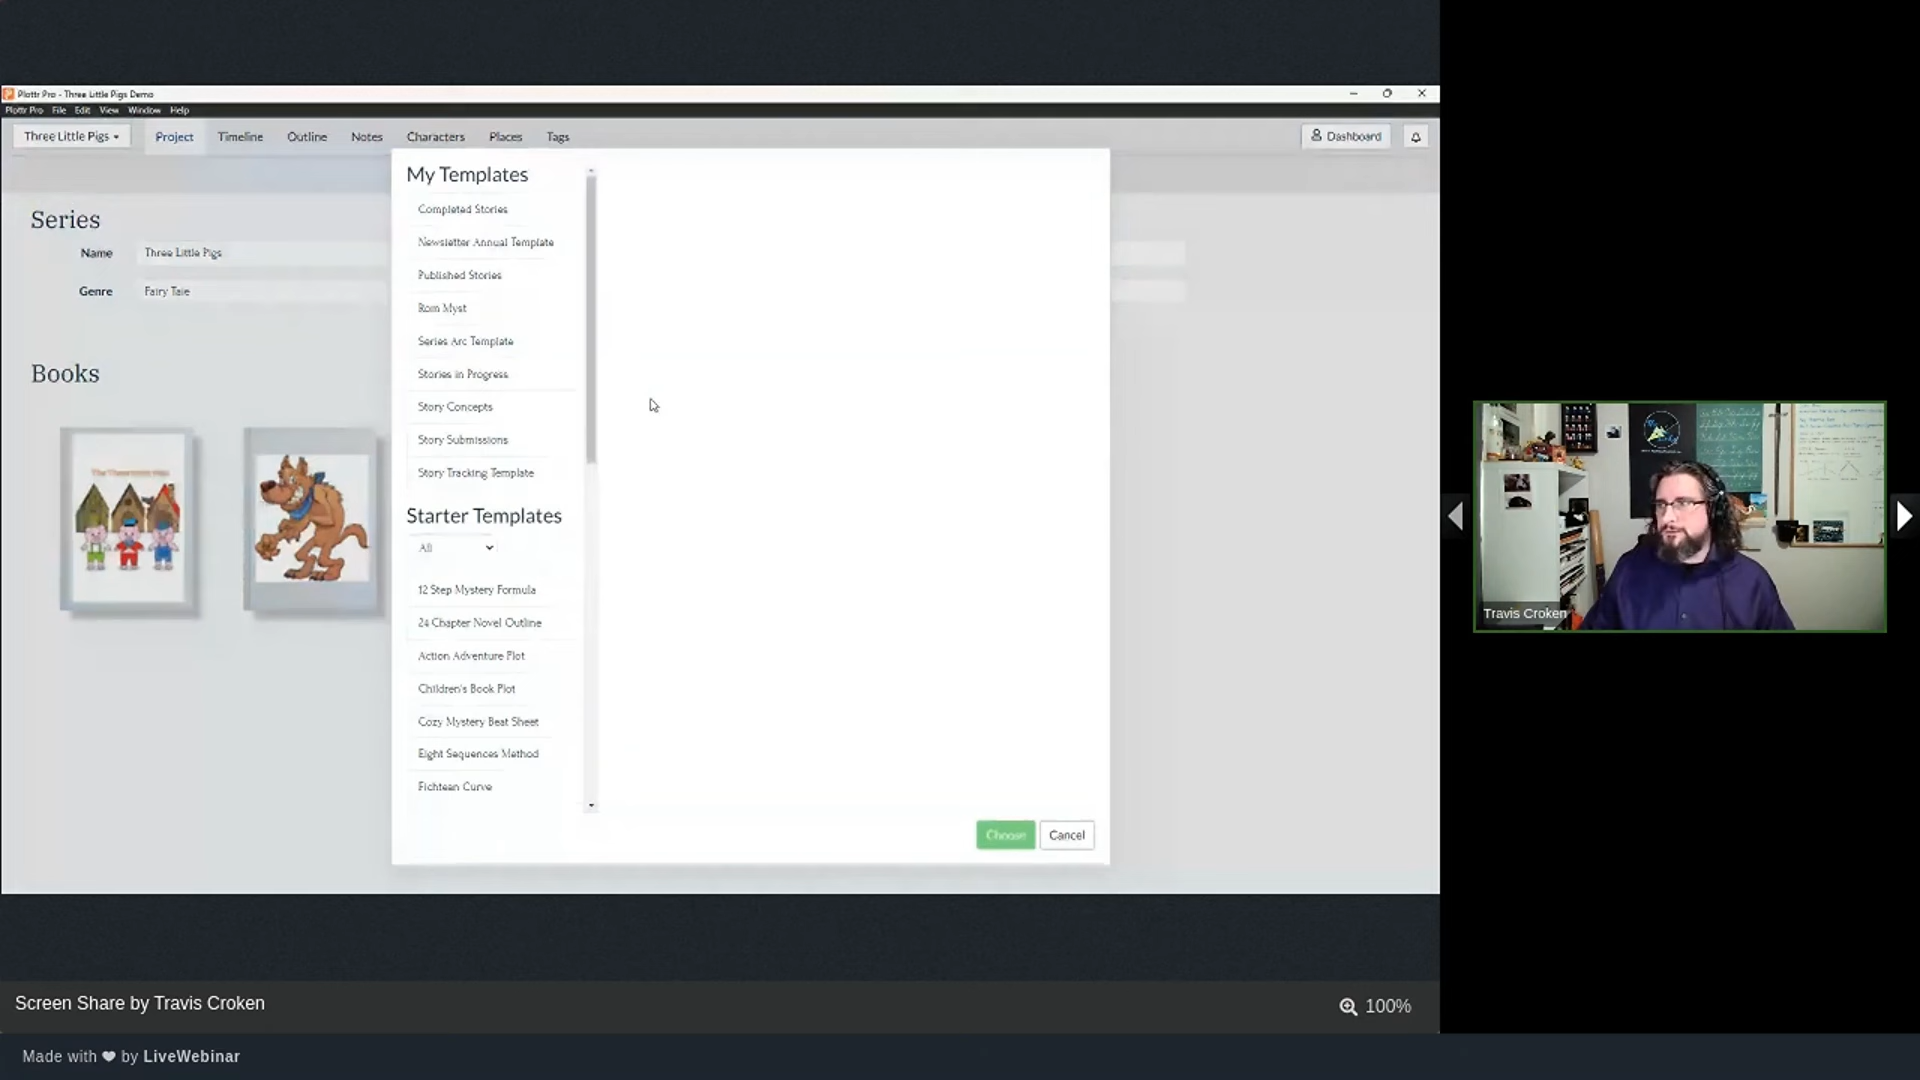 Plottr Pro - Three Little Pigs Demo
Plottr Pro File Edit View Window Help
Three Little Pigs Project Timeline Outline Notes Characters Places Tags Dashboard
Series
Name Three Little Pigs
Genre Fairy Tale
Books
My Templates
Completed Stories
Newsletter Annual Template
Published Stories
Rom Myst
Series Arc Template
Stories in Progress
Story Concepts
Story Submissions
Story Tracking Template
Starter Templates
All
12 Step Mystery Formula
24 Chapter Novel Outline
Action Adventure Plot
Children's Book Plot
Cozy Mystery Beat Sheet
Eight Sequences Method
Fichtean Curve
Choose Cancel
Travis Croken
Screen Share by Travis Croken
100%
Made with ❤ by LiveWebinar